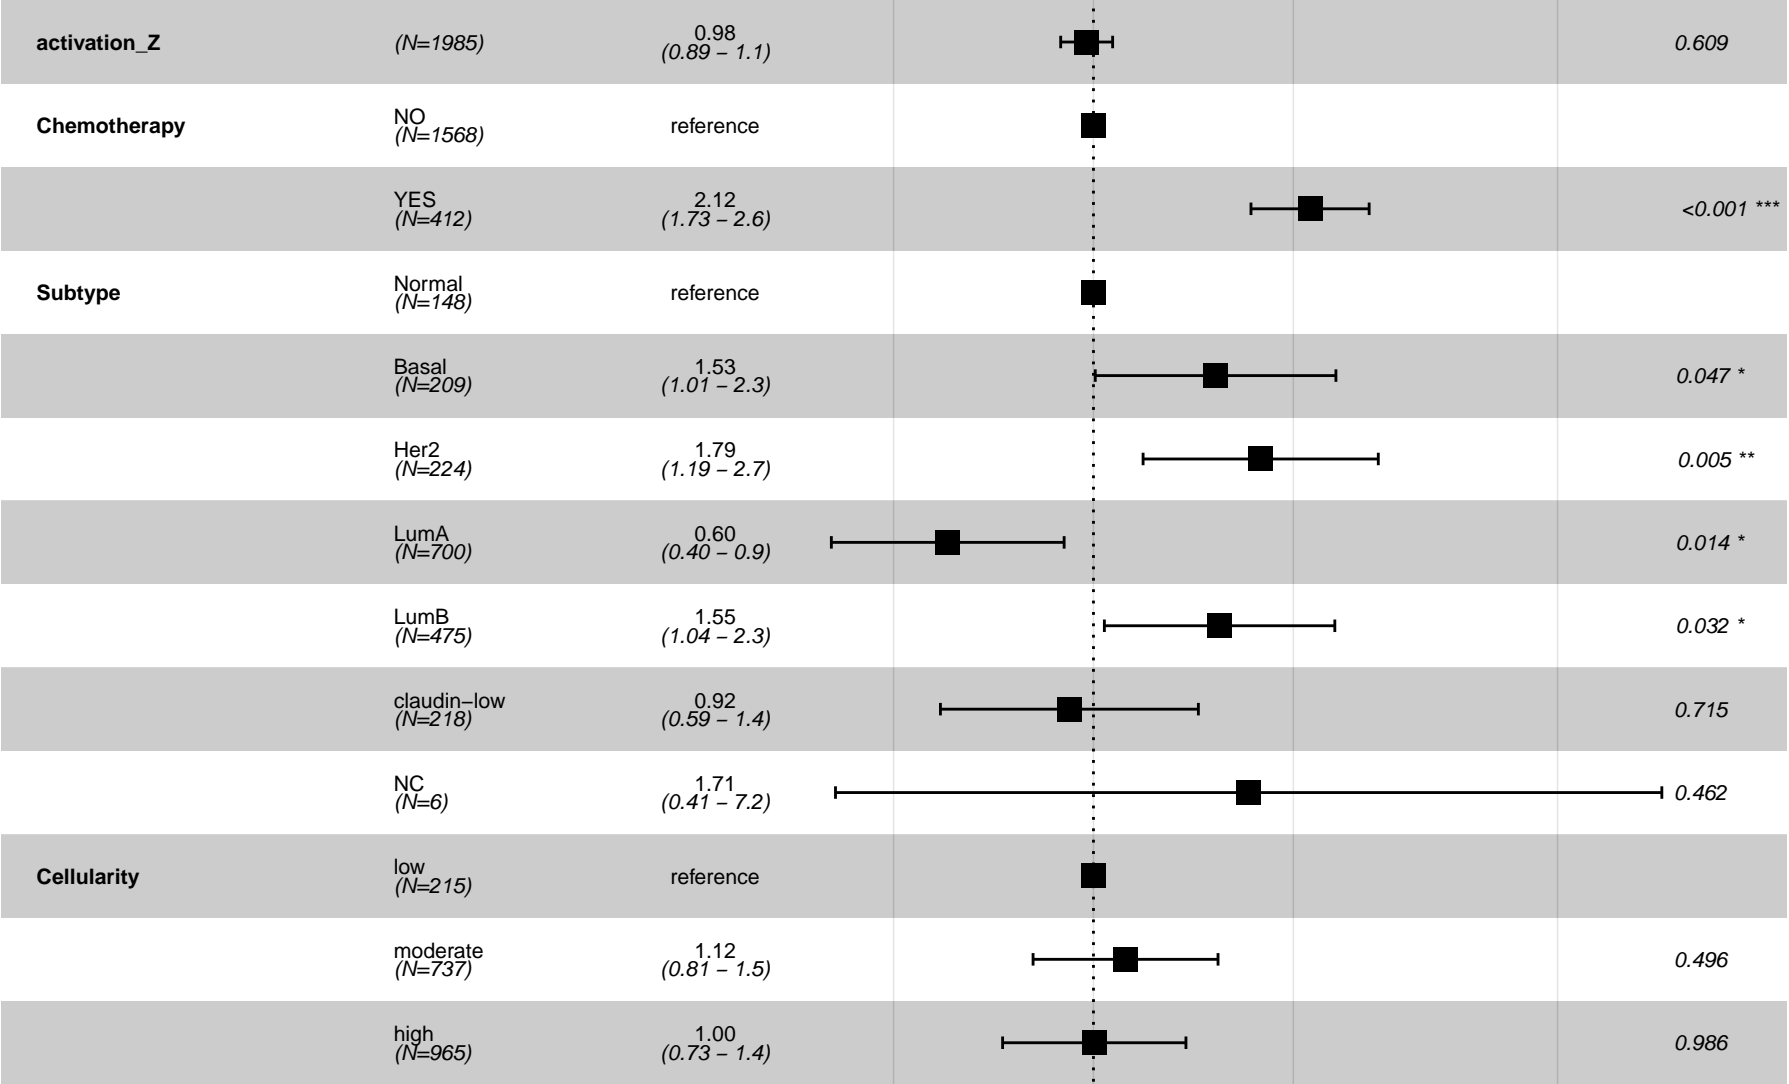 activation_Z (N=1985) 0.98 0.609
(0.89 – 1.1)
Chemotherapy NO reference
(N=1568)
YES 2.12 <0.001 ***
(N=412) (1.73 – 2.6)
Subtype Normal reference
(N=148)
Basal 1.53 0.047 *
(N=209) (1.01 – 2.3)
Her2 1.79 0.005 **
(N=224) (1.19 – 2.7)
LumA 0.60 0.014 *
(N=700) (0.40 – 0.9)
LumB 1.55 0.032 *
(N=475) (1.04 – 2.3)
claudin−low 0.92 0.715
(N=218) (0.59 – 1.4)
NC 1.71 0.462
(N=6) (0.41 – 7.2)
Cellularity low reference
(N=215)
moderate 1.12 0.496
(N=737) (0.81 – 1.5)
high 1.00 0.986
(N=965) (0.73 – 1.4)